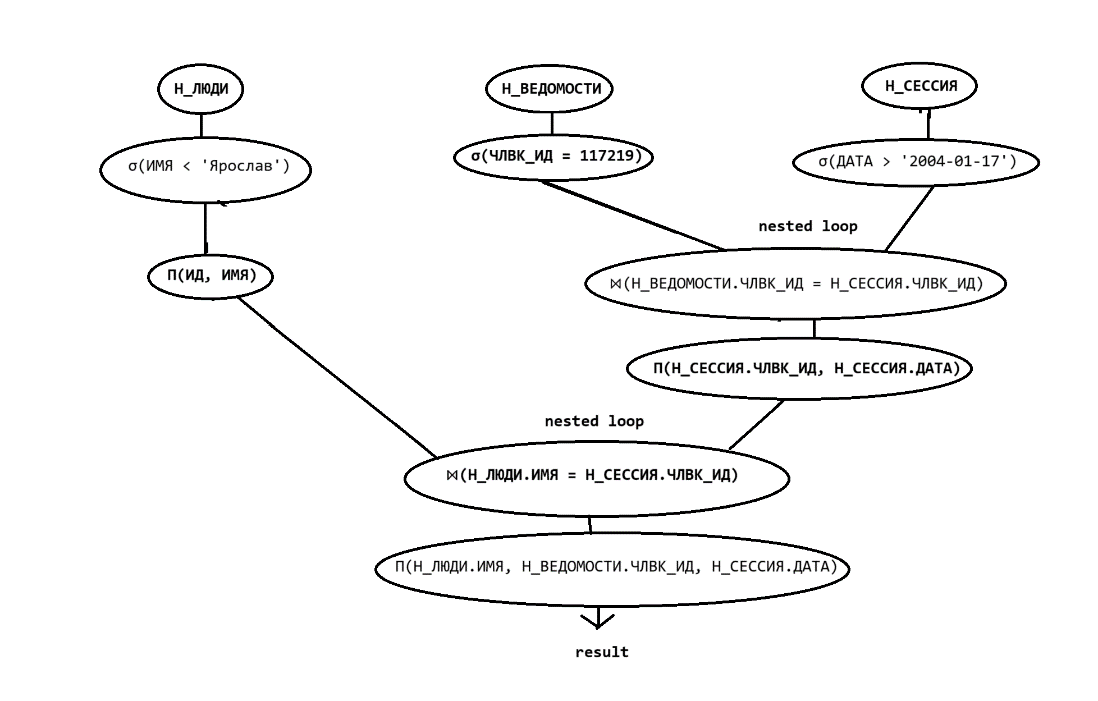 Н_ЛЮДИ
Н_ВЕДОМОСТИ
Н_СЕССИЯ
σ(ИМЯ < 'Ярослав')
σ(ЧЛВК_ИД = 117219)
σ(ДАТА > '2004-01-17')
nested loop
П(ИД, ИМЯ)
⋈(Н_ВЕДОМОСТИ.ЧЛВК_ИД = Н_СЕССИЯ.ЧЛВК_ИД)
П(Н_СЕССИЯ.ЧЛВК_ИД, Н_СЕССИЯ.ДАТА)
nested loop
⋈(Н_ЛЮДИ.ИМЯ = Н_СЕССИЯ.ЧЛВК_ИД)
П(Н_ЛЮДИ.ИМЯ, Н_ВЕДОМОСТИ.ЧЛВК_ИД, Н_СЕССИЯ.ДАТА)
result